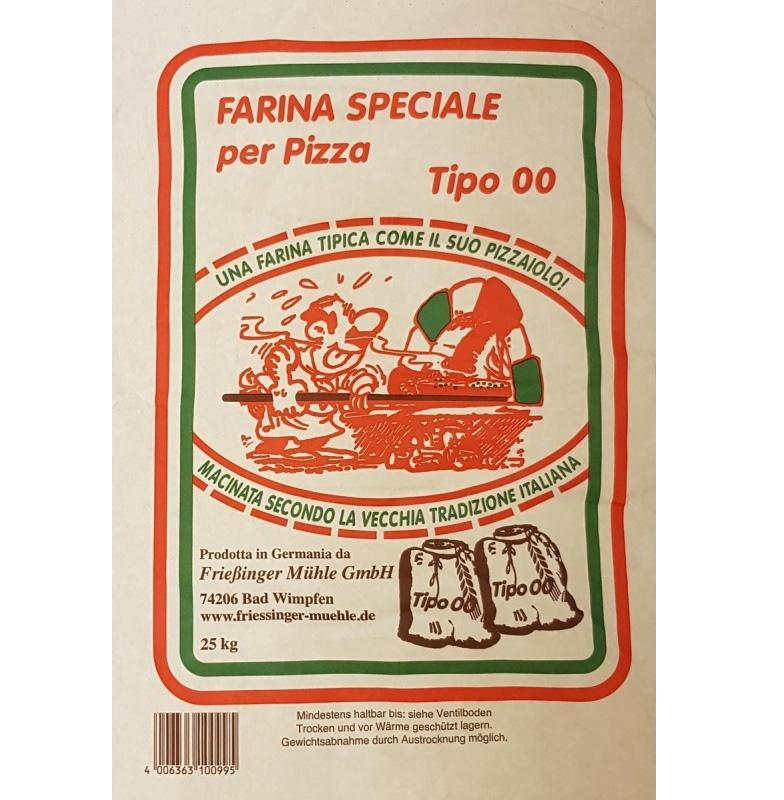 FARINA SPECIALE
per Pizza
Tipo 00
UNA FARINA TIPICA COME IL SUO PIZZAIOLO!
MACINATA SECONDO LA VECCHIA TRADIZIONE ITALIANA
Prodotta in Germania da
Frießinger Mühle GmbH
74206 Bad Wimpfen
www.friessinger-muehle.de
25 kg
Tipo 00
Tipo 00
Mindestens haltbar bis: siehe Ventilboden
Trocken und vor Wärme geschützt lagern.
Gewichtsabnahme durch Austrocknung möglich.
4 006363 100995